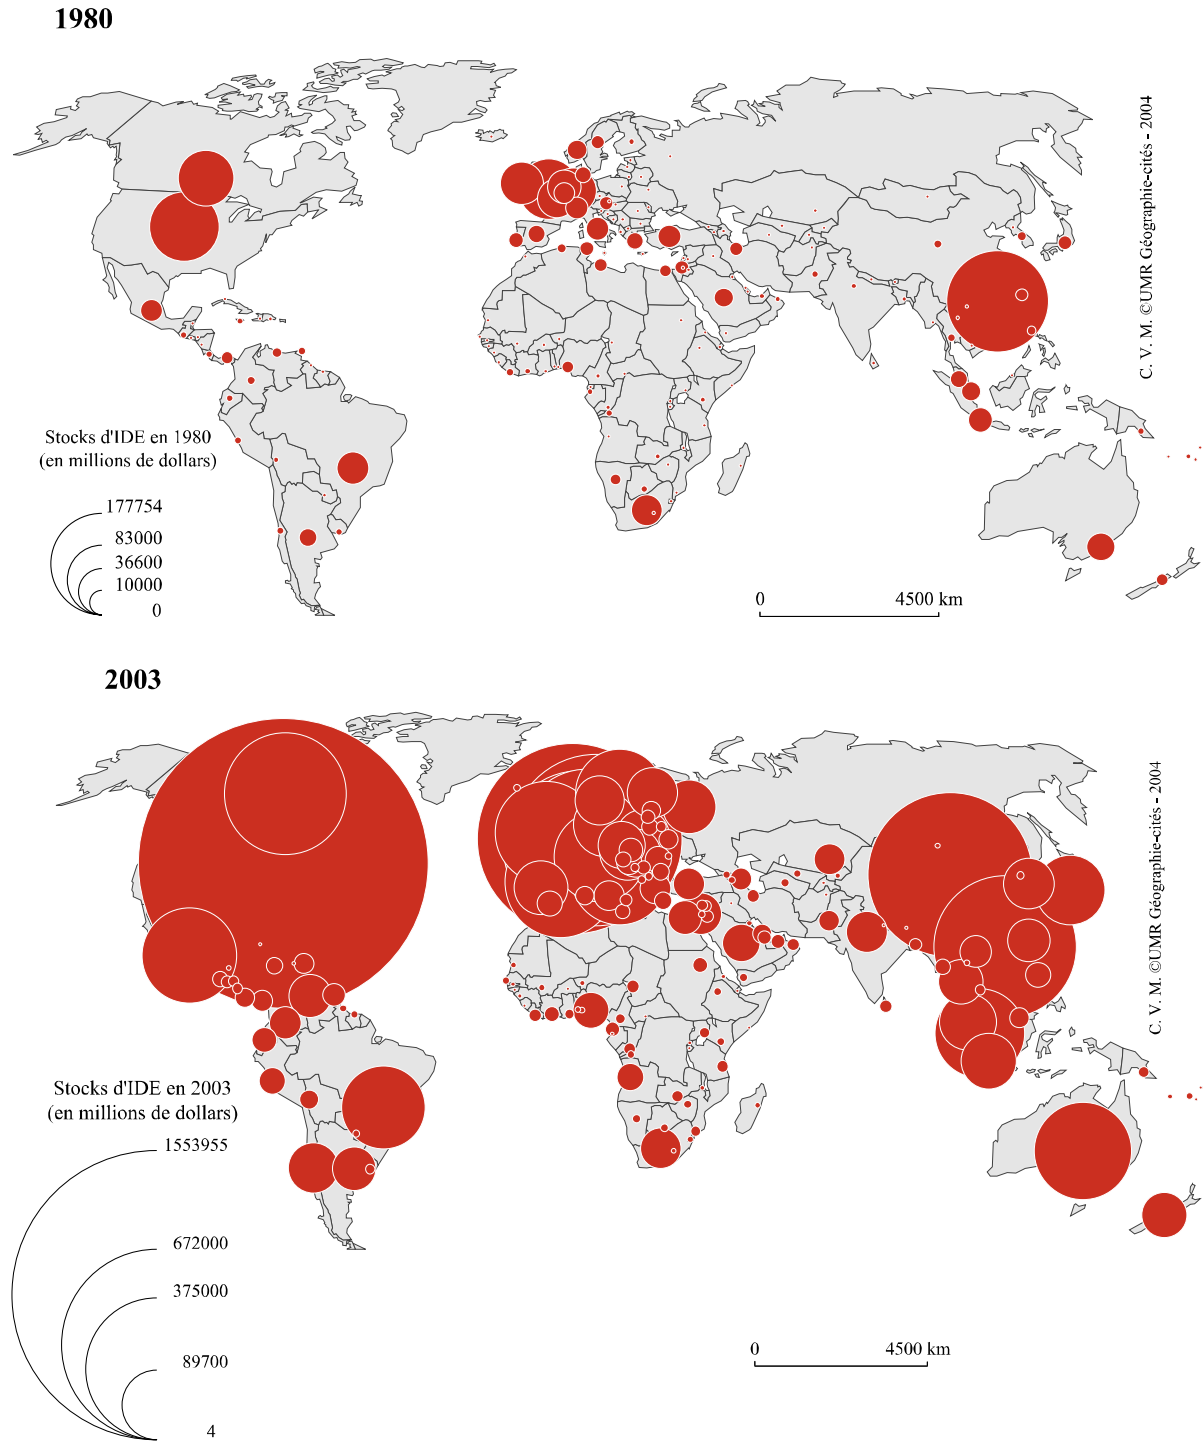 1980
C. V. M. ©UMR Géographie-cités - 2004
Stocks d'IDE en 1980
(en millions de dollars)
177754
83000
36600
10000
0
0 4500 km
2003
C. V. M. ©UMR Géographie-cités - 2004
Stocks d'IDE en 2003
(en millions de dollars)
1553955
672000
375000
89700
4
0 4500 km